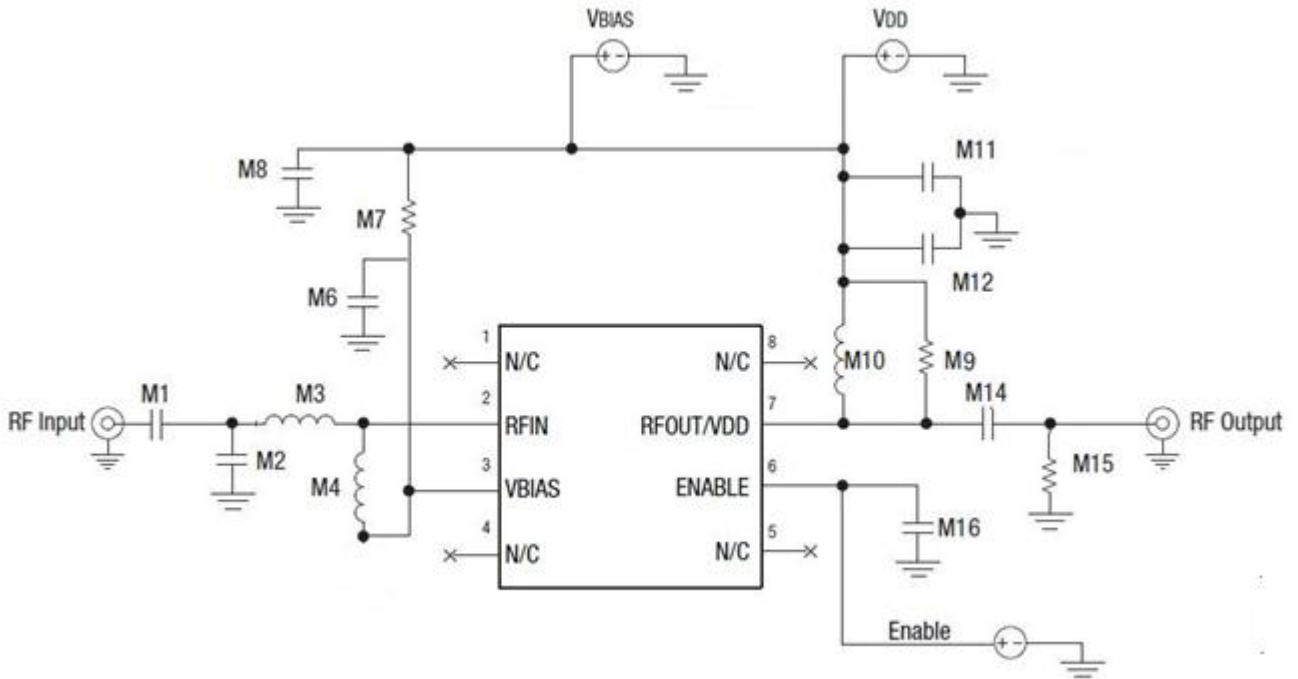 VBIAS
VDD
+ -
+ -
M8
M11
M7
M12
M6
1
8
N/C
N/C
M10
M9
M1
M3
2
7
M14
RF Input
RFIN
RFOUT/VDD
RF Output
M2
M4
3
6
M15
VBIAS
ENABLE
4
5
M16
N/C
N/C
Enable
+ -